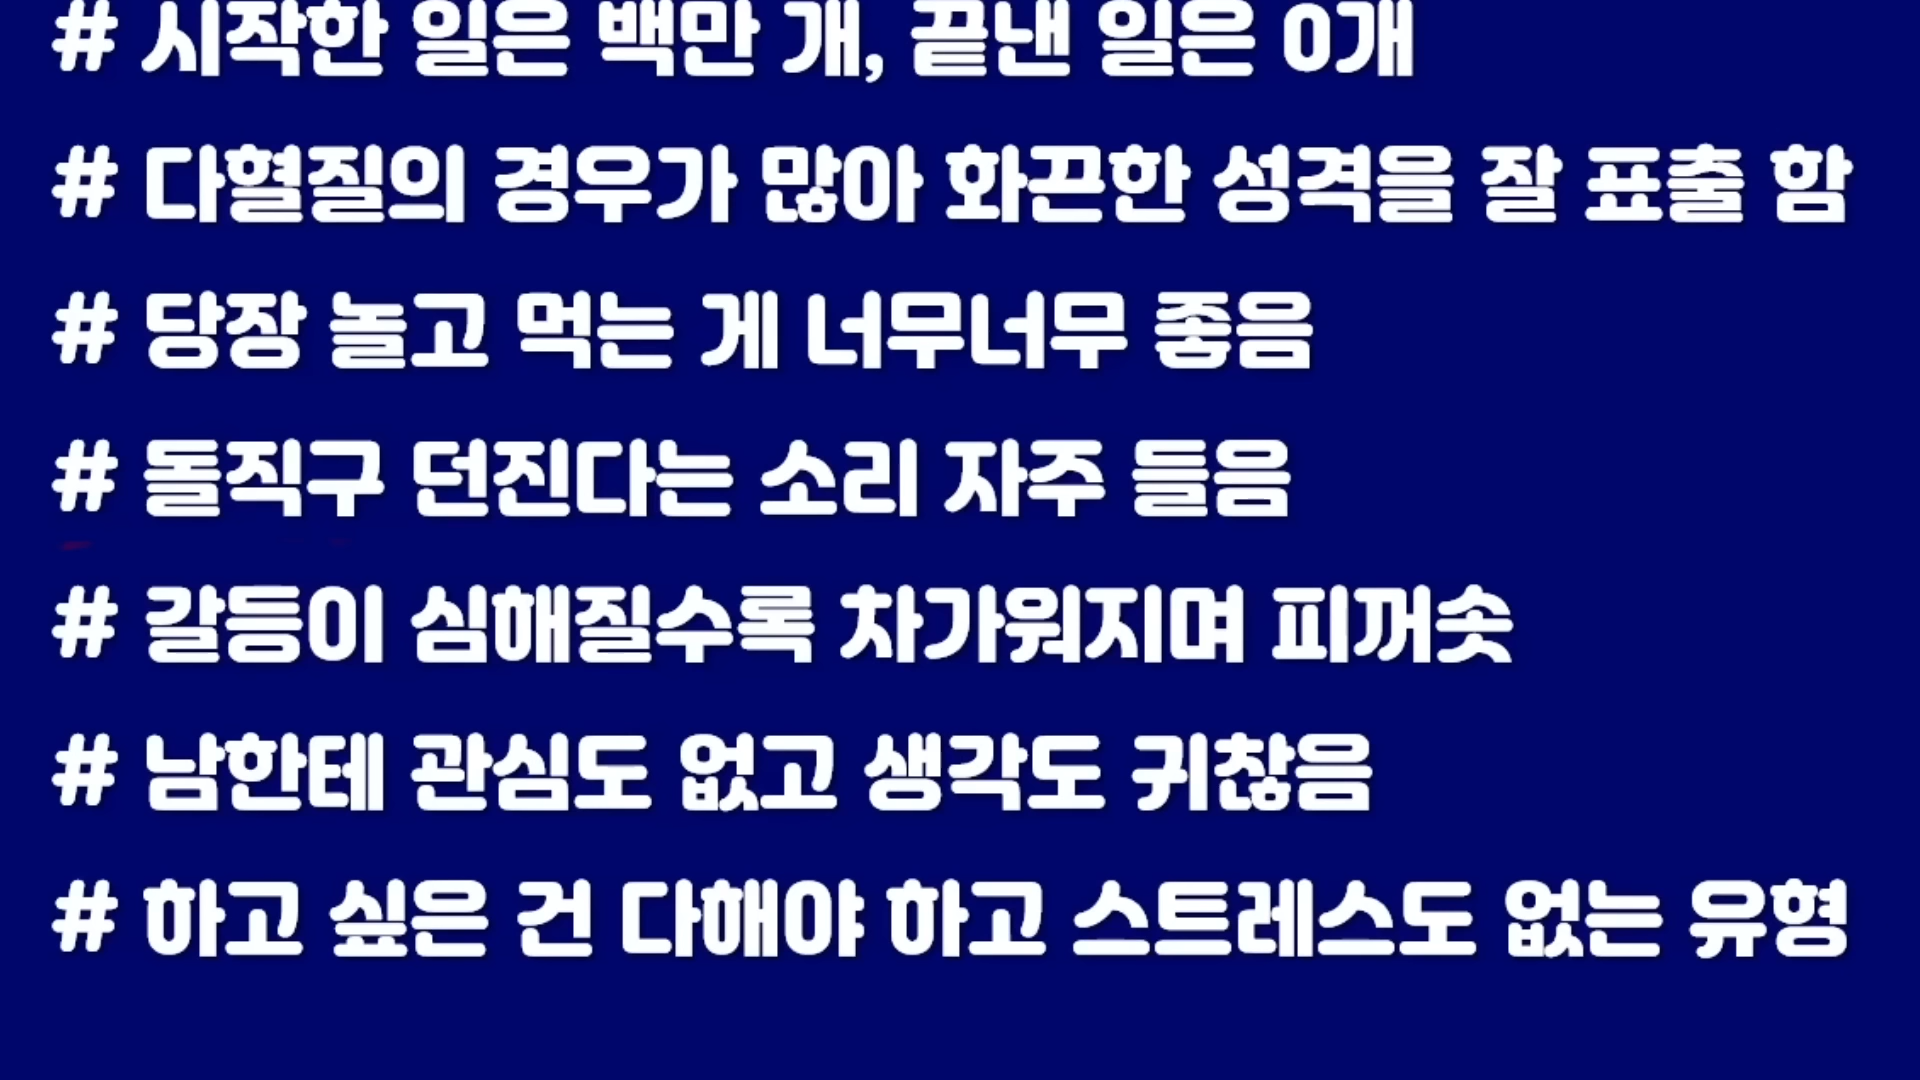 # 시작한 일은 백만 개, 끝낸 일은 0개
# 다혈질의 경우가 많아 화끈한 성격을 잘 표출 함
# 당장 놀고 먹는 게 너무너무 좋음
# 돌직구 던진다는 소리 자주 들음
# 갈등이 심해질수록 차가워지며 피꺼솟
# 남한테 관심도 없고 생각도 귀찮음
# 하고 싶은 건 다해야 하고 스트레스도 없는 유형